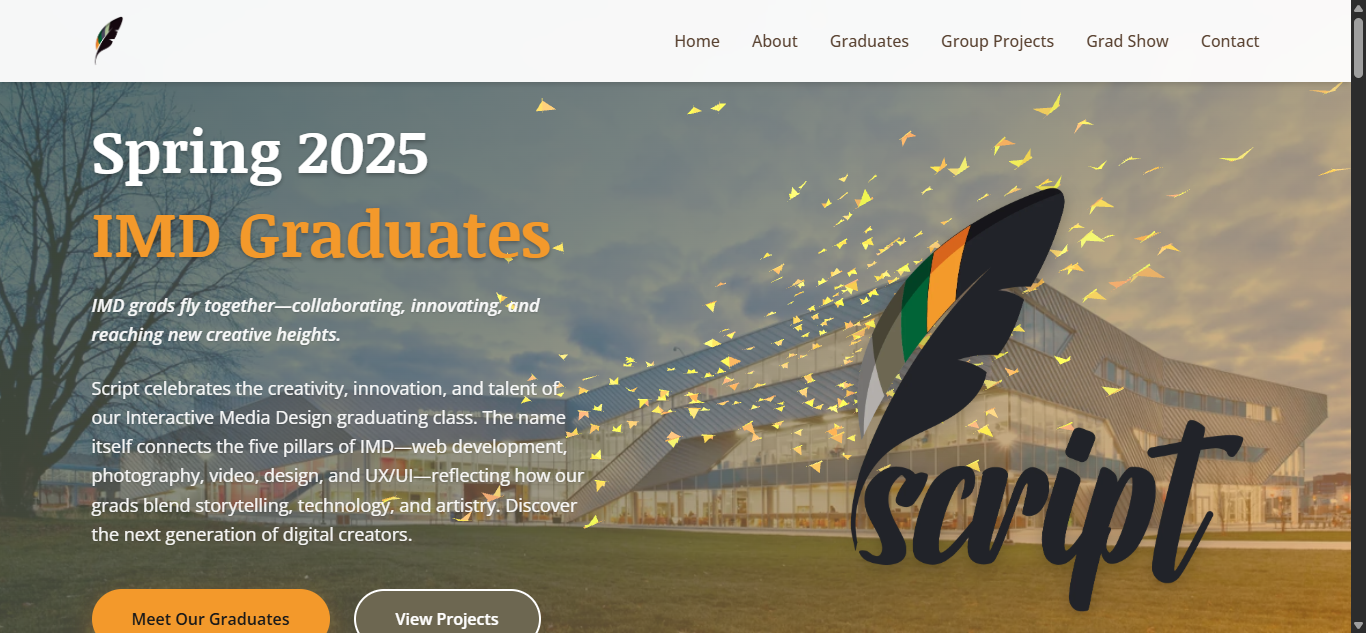 Home About Graduates Group Projects Grad Show Contact
Spring 2025
IMD Graduates
IMD grads fly together—collaborating, innovating, and
reaching new creative heights.
Script celebrates the creativity, innovation, and talent of
our Interactive Media Design graduating class. The name
itself connects the five pillars of IMD—web development,
photography, video, design, and UX/UI—reflecting how our
grads blend storytelling, technology, and artistry. Discover
the next generation of digital creators.
Meet Our Graduates View Projects
script